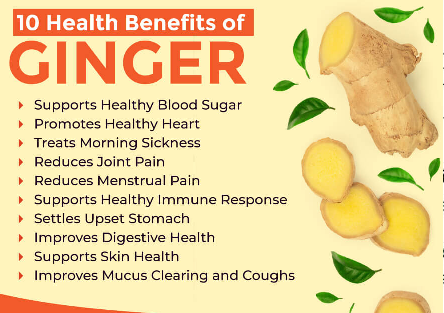 10 Health Benefits of
GINGER
Supports Healthy Blood Sugar
Promotes Healthy Heart
Treats Morning Sickness
Reduces Joint Pain
Reduces Menstrual Pain
Supports Healthy Immune Response
Settles Upset Stomach
Improves Digestive Health
Supports Skin Health
Improves Mucus Clearing and Coughs